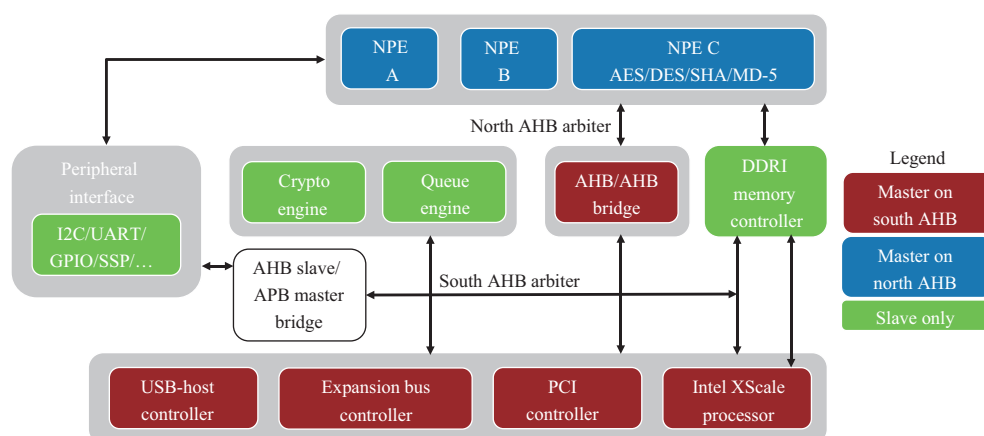 NPE
A
NPE
B
NPE C
AES/DES/SHA/MD-5
North AHB arbiter
Peripheral
interface
I2C/UART/
GPIO/SSP/...
Crypto
engine
Queue
engine
AHB/AHB
bridge
DDRI
memory
controller
AHB slave/
APB master
bridge
South AHB arbiter
USB-host
controller
Expansion bus
controller
PCI
controller
Intel XScale
processor
Legend
Master on
south AHB
Master on
north AHB
Slave only